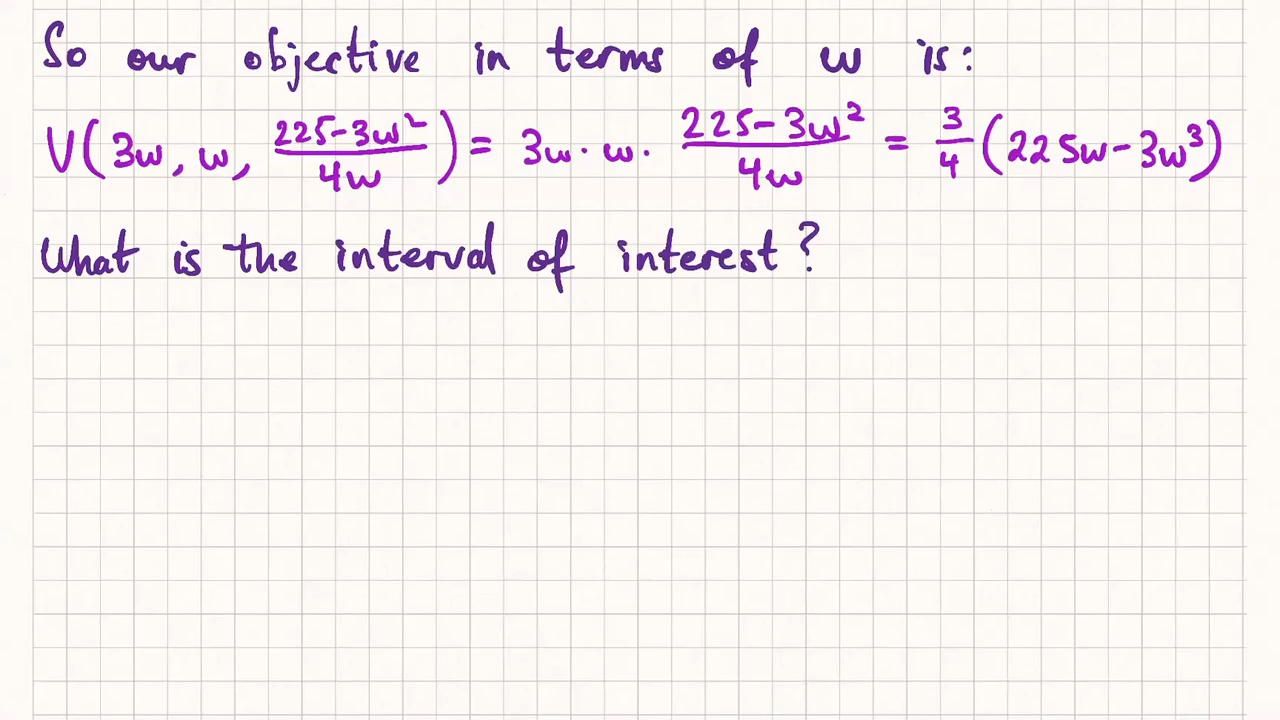 So our objective in terms of w is:
V(3w, w, (225-3w²)/(4w)) = 3w · w · (225-3w²)/(4w) = 3/4 (225w - 3w³)
What is the interval of interest?